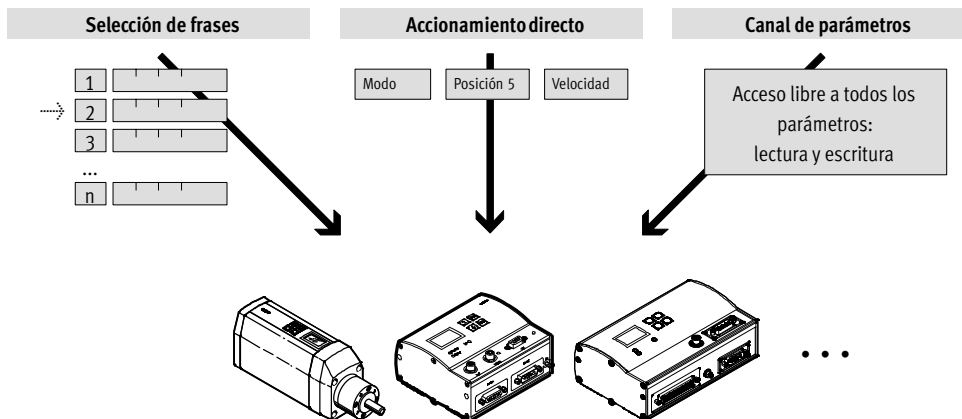 Selección de frases
Accionamiento directo
Canal de parámetros
1
2
3
...
n
Modo
Posición 5
Velocidad
Acceso libre a todos los
parámetros:
lectura y escritura
...